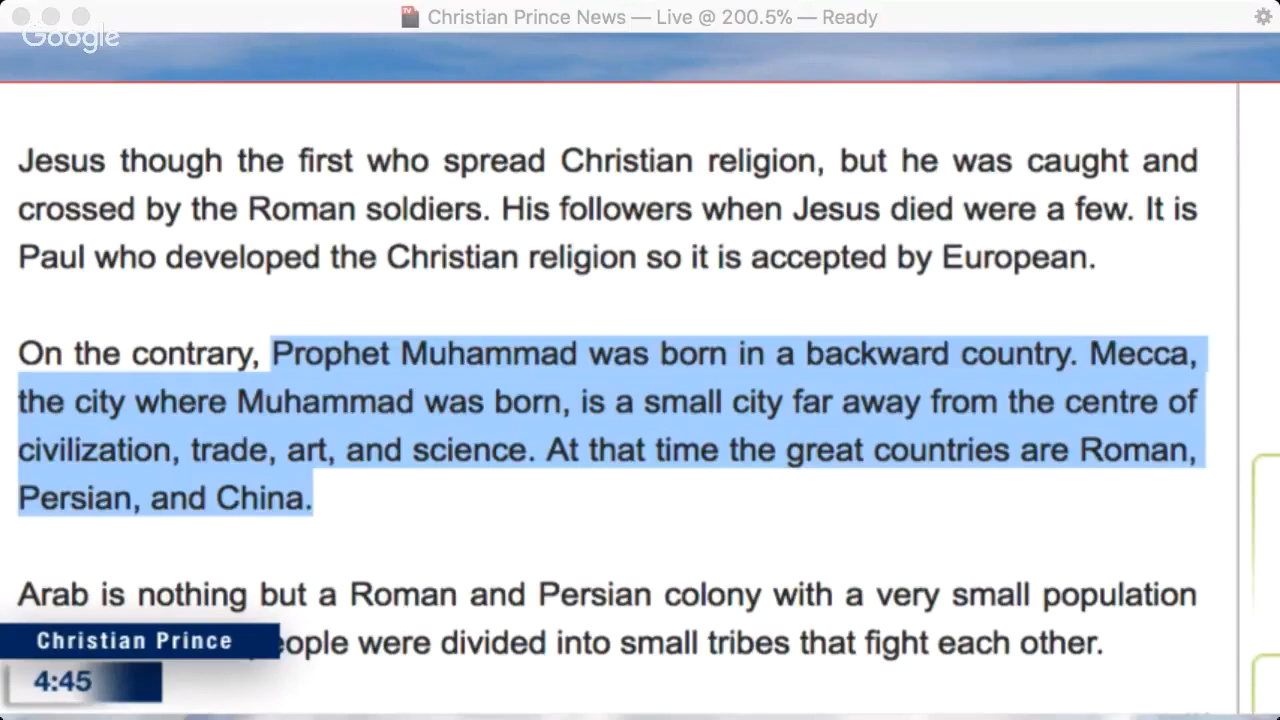 Christian Prince News — Live @ 200.5% — Ready
Google
Jesus though the first who spread Christian religion, but he was caught and
crossed by the Roman soldiers. His followers when Jesus died were a few. It is
Paul who developed the Christian religion so it is accepted by European.
On the contrary, Prophet Muhammad was born in a backward country. Mecca,
the city where Muhammad was born, is a small city far away from the centre of
civilization, trade, art, and science. At that time the great countries are Roman,
Persian, and China.
Arab is nothing but a Roman and Persian colony with a very small population
were divided into small tribes that fight each other.
Christian Prince
4:45